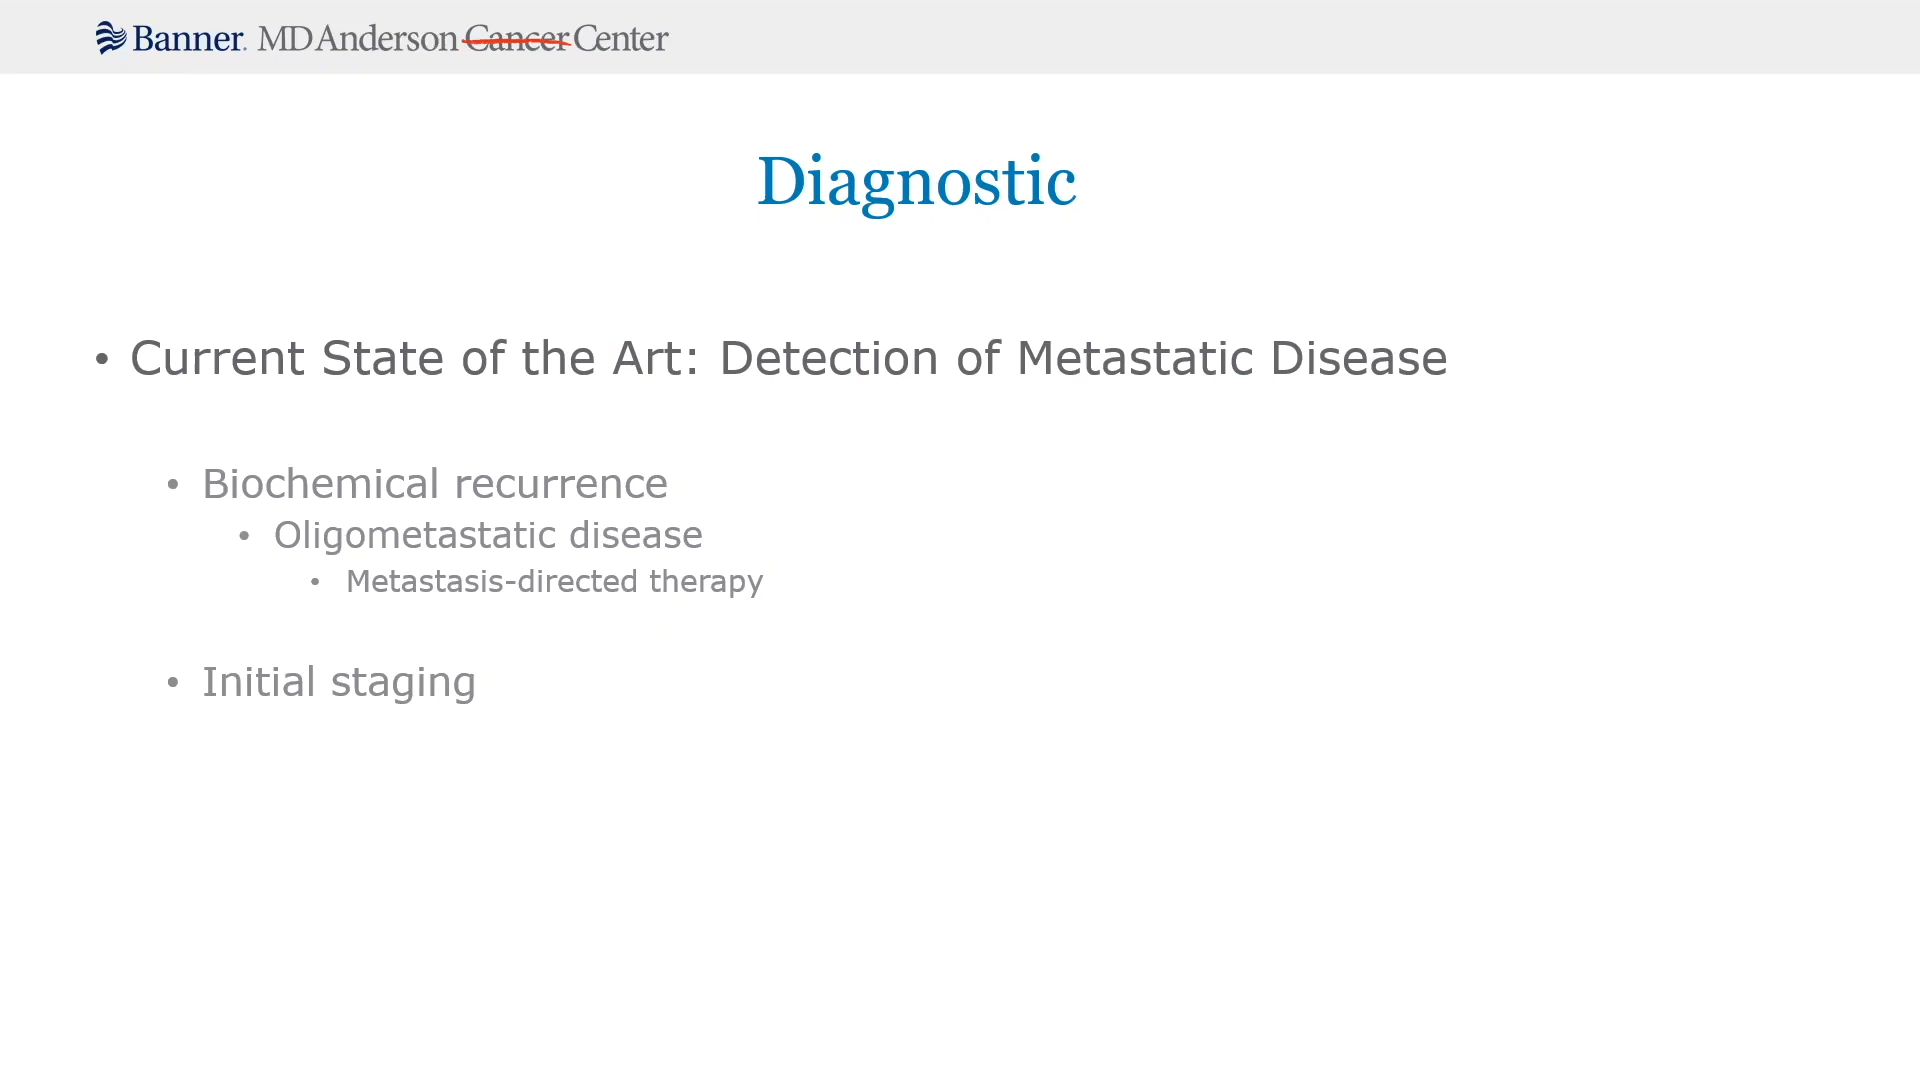 Banner. MD Anderson Cancer Center
Diagnostic
• Current State of the Art: Detection of Metastatic Disease
• Biochemical recurrence
• Oligometastatic disease
• Metastasis-directed therapy
• Initial staging